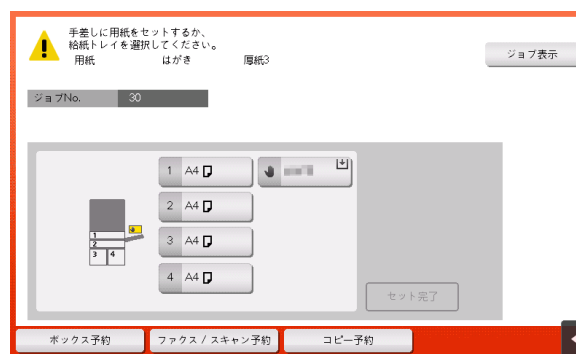 手差しに用紙をセットするか、
給紙トレイを選択してください。
用紙 はがき 厚紙3
ジョブ表示
ジョブNo. 30
1 A4
2 A4
3 A4
4 A4
1
2
3 4
セット完了
ボックス予約 ファクス / スキャン予約 コピー予約